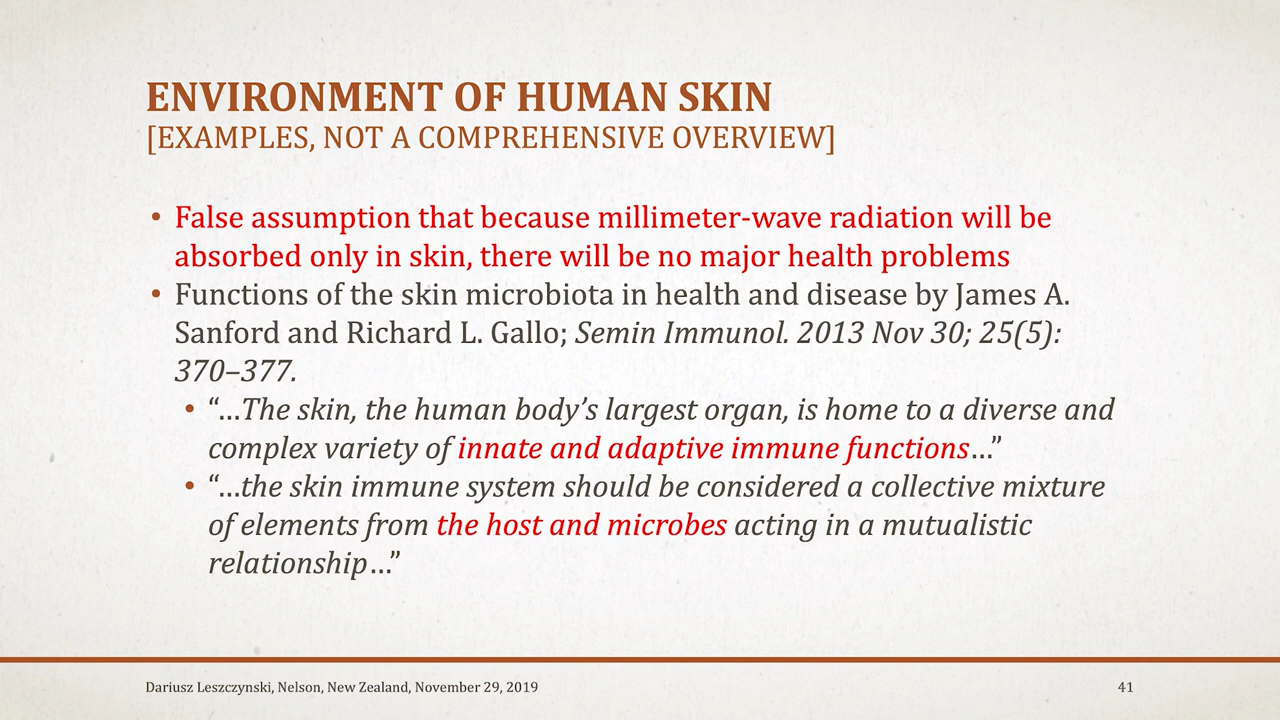 ENVIRONMENT OF HUMAN SKIN
[EXAMPLES, NOT A COMPREHENSIVE OVERVIEW]
• False assumption that because millimeter-wave radiation will be
absorbed only in skin, there will be no major health problems
• Functions of the skin microbiota in health and disease by James A.
Sanford and Richard L. Gallo; Semin Immunol. 2013 Nov 30; 25(5):
370–377.
• “…The skin, the human body’s largest organ, is home to a diverse and
complex variety of innate and adaptive immune functions…”
• “…the skin immune system should be considered a collective mixture
of elements from the host and microbes acting in a mutualistic
relationship…”
Dariusz Leszczynski, Nelson, New Zealand, November 29, 2019
41